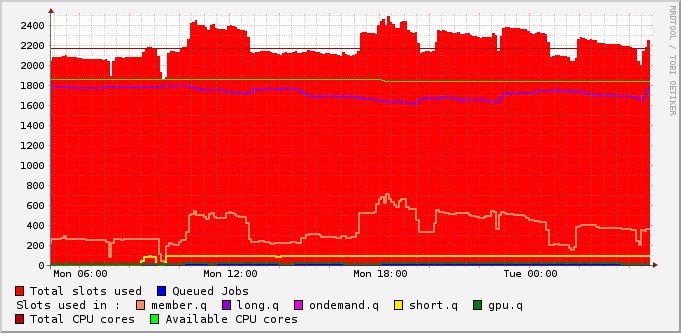 RRDTOOL / TOBI OETIKER
2400
2200
2000
1800
1600
1400
1200
1000
800
600
400
200
0
Mon 06:00 Mon 12:00 Mon 18:00 Tue 00:00
Total slots used Queued Jobs
Slots used in : member.q long.q ondemand.q short.q gpu.q
Total CPU cores Available CPU cores